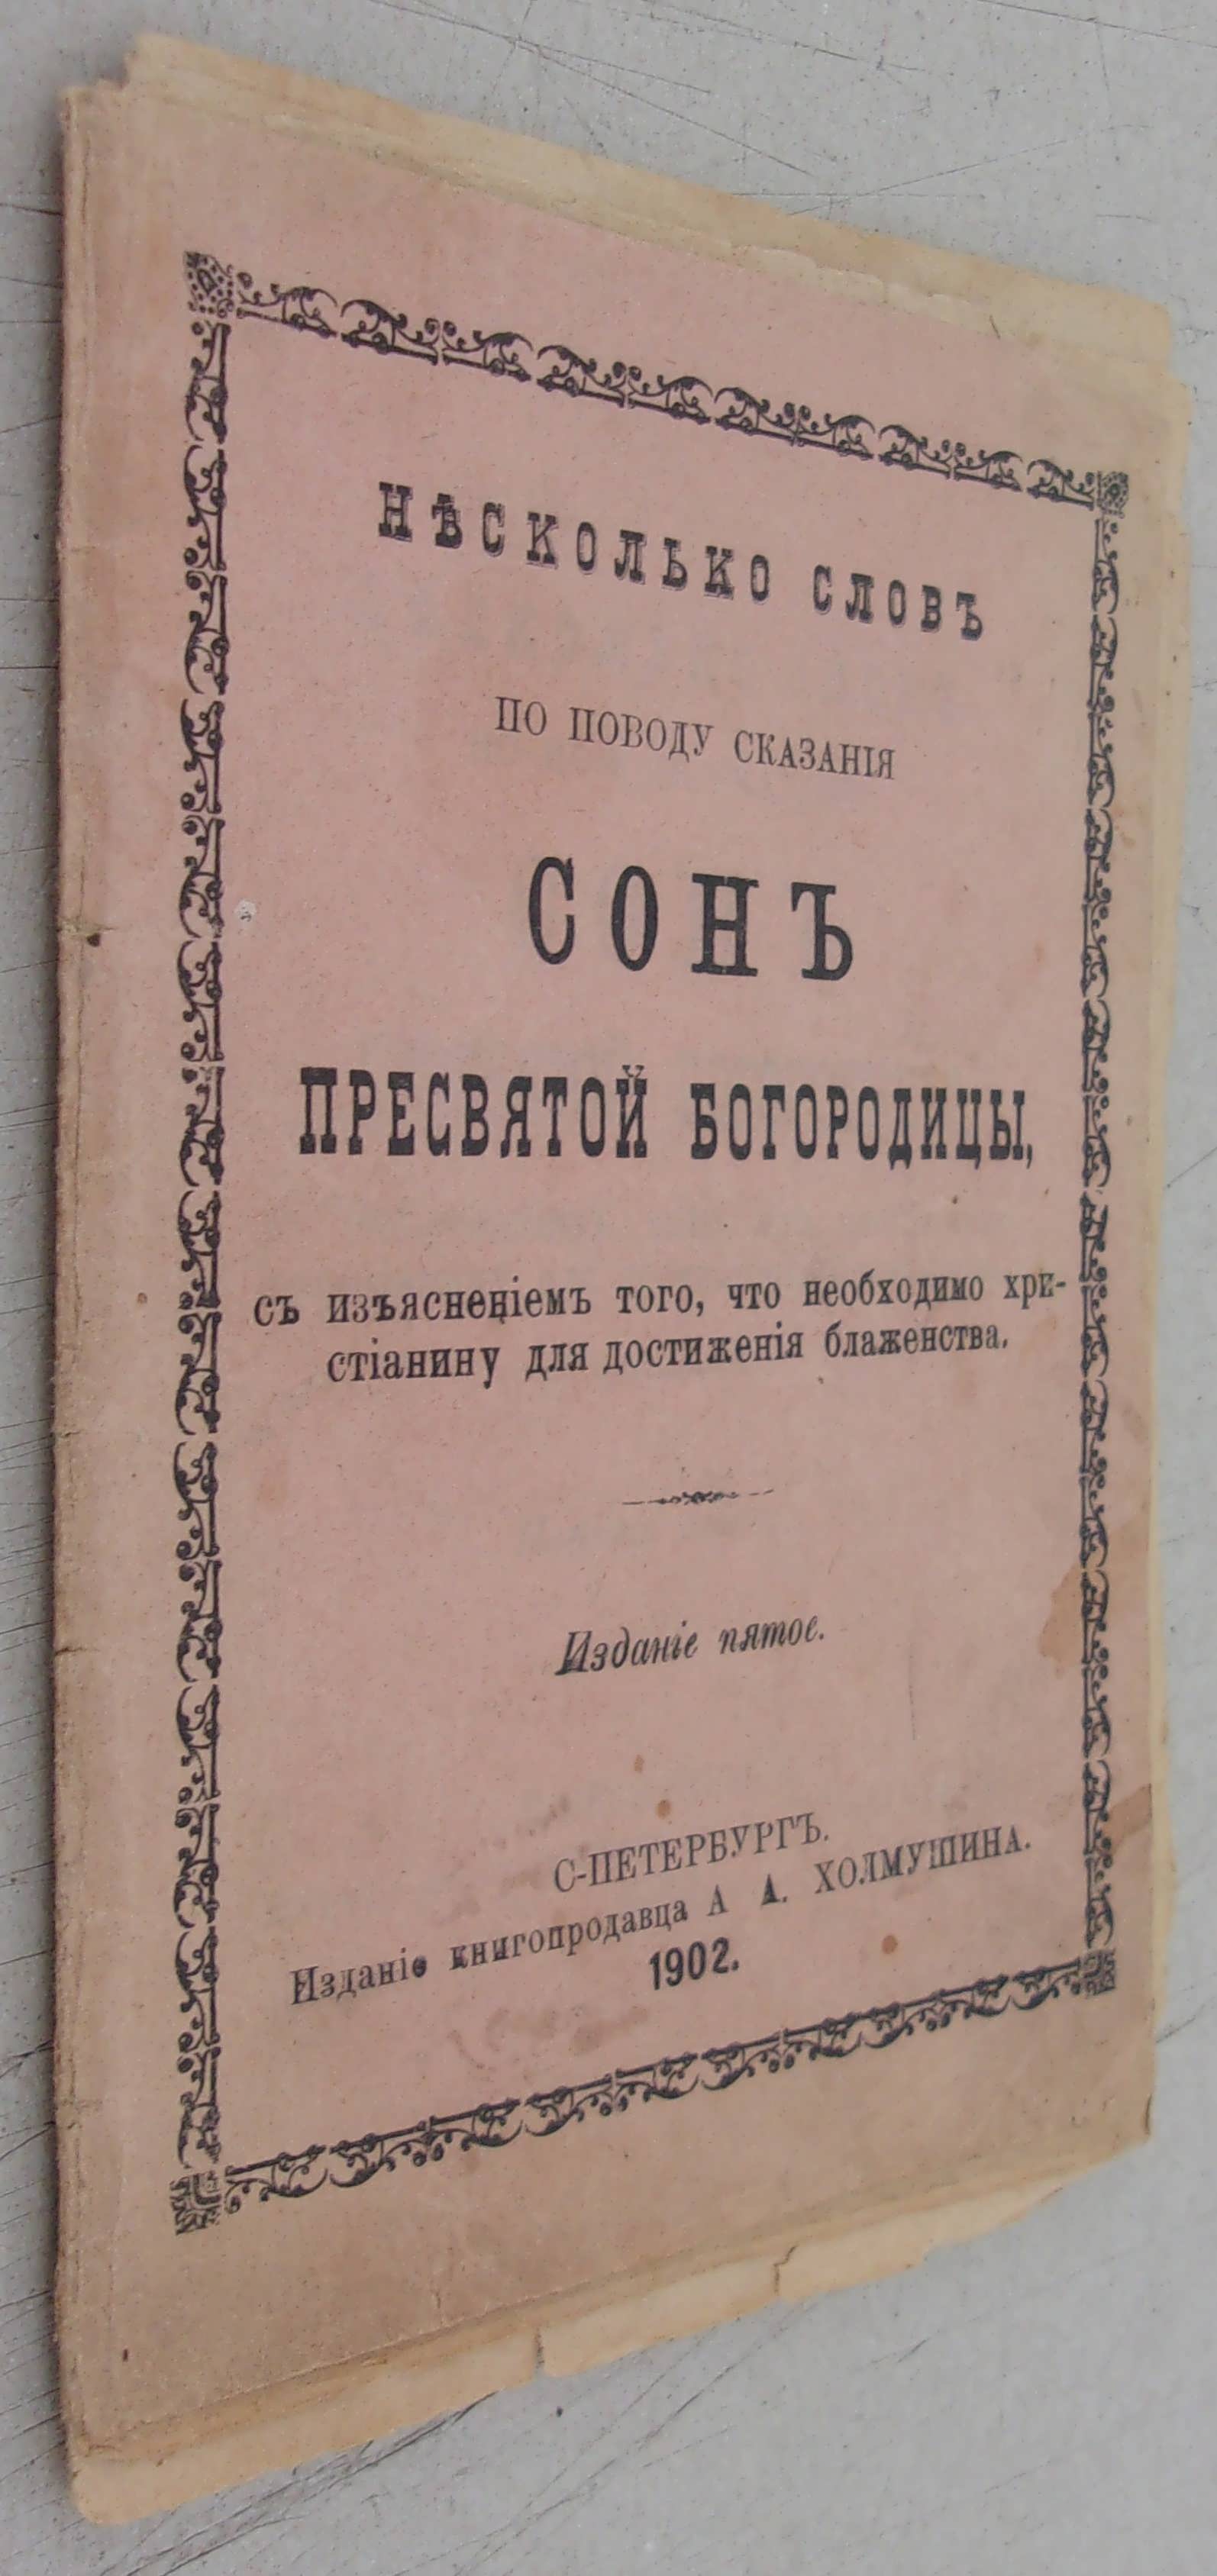 НѢСКОЛЬКО СЛОВЪ
ПО ПОВОДУ СКАЗАНІЯ
СОНЪ
ПРЕСВЯТОЙ БОГОРОДИЦЫ,
съ изъясненіемъ того, что необходимо хри-
стіанину для достиженія блаженства.
Изданіе пятое.
С-ПЕТЕРБУРГЪ.
Изданіе книгопродавца А А. ХОЛМУШИНА.
1902.